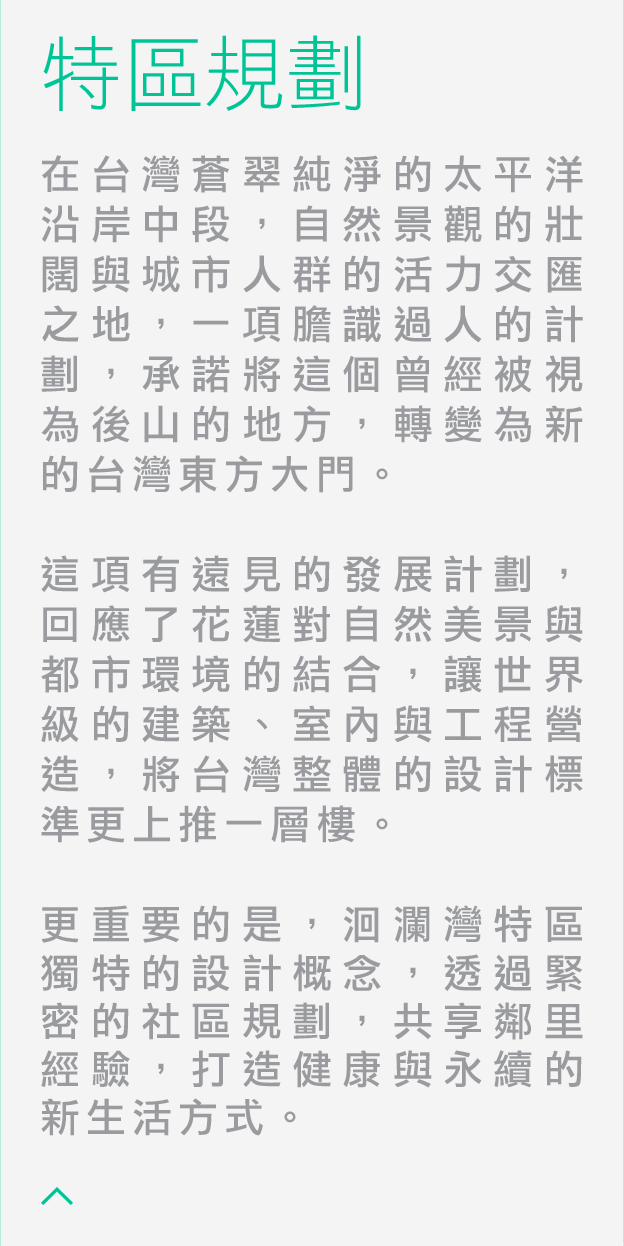 特區規劃
在台灣蒼翠純淨的太平洋
沿岸中段，自然景觀的壯
闊與城市人群的活力交匯
之地，一項膽識過人的計
劃，承諾將這個曾經被視
為後山的地方，轉變為新
的台灣東方大門。
這項有遠見的發展計劃，
回應了花蓮對自然美景與
都市環境的結合，讓世界
級的建築、室內與工程營
造，將台灣整體的設計標
準更上推一層樓。
更重要的是，洄瀾灣特區
獨特的設計概念，透過緊
密的社區規劃，共享鄰里
經驗，打造健康與永續的
新生活方式。